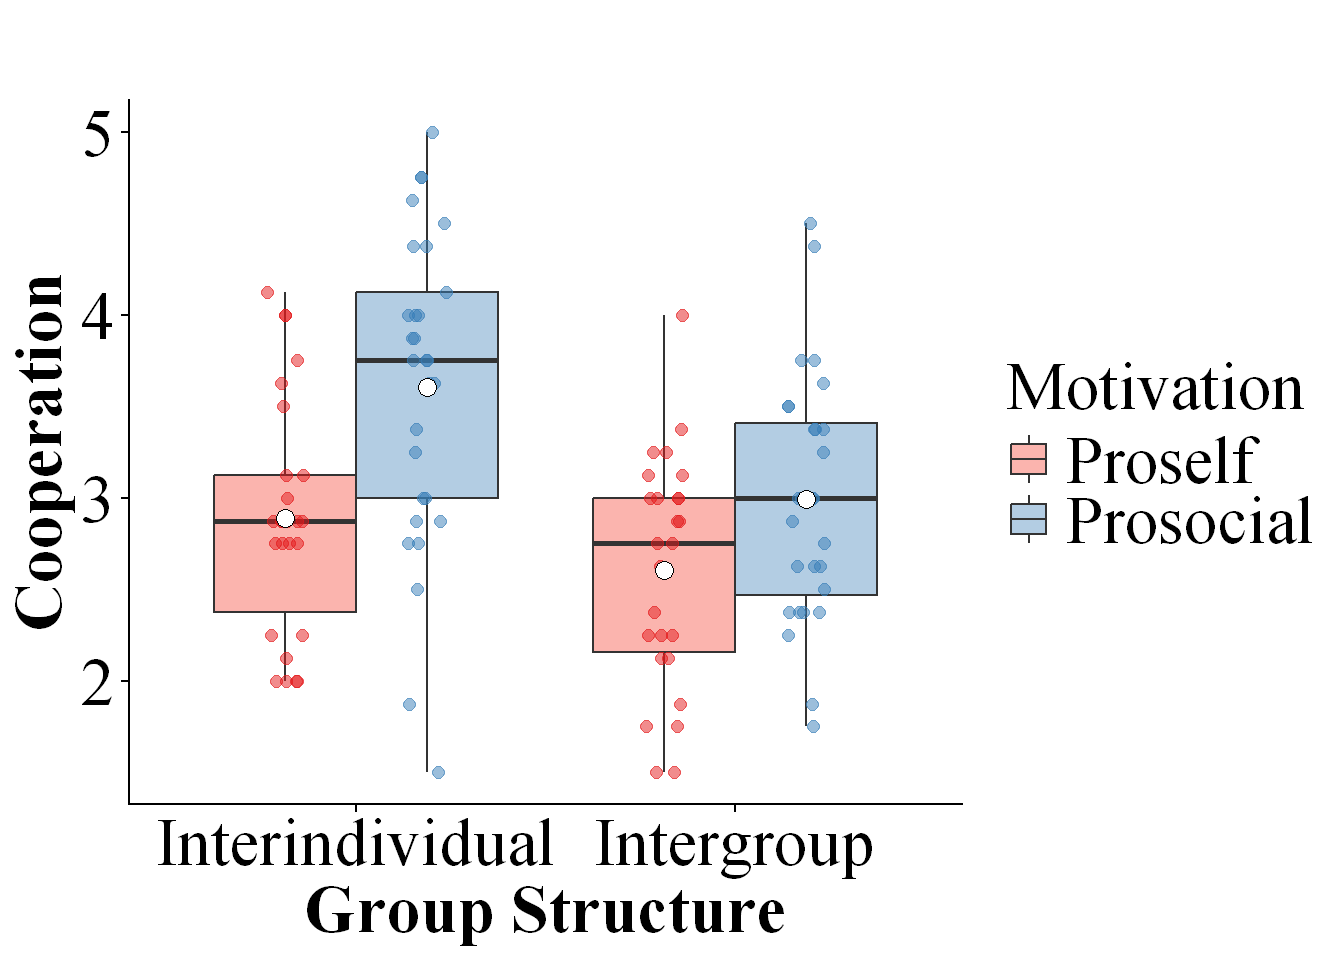 5
4
3
2
Cooperation
Interindividual Intergroup
Group Structure
Motivation
Proself
Prosocial